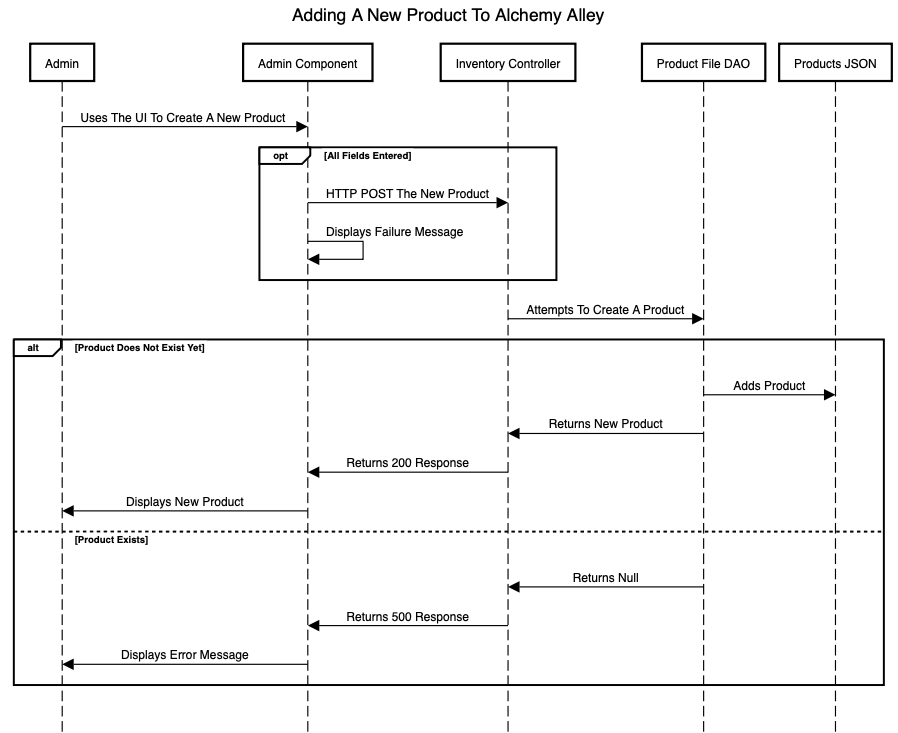 Adding A New Product To Alchemy Alley
Admin
Admin Component
Inventory Controller
Product File DAO
Products JSON
Uses The UI To Create A New Product
opt
[All Fields Entered]
HTTP POST The New Product
Displays Failure Message
Attempts To Create A Product
alt
[Product Does Not Exist Yet]
Adds Product
Returns New Product
Returns 200 Response
Displays New Product
[Product Exists]
Returns Null
Returns 500 Response
Displays Error Message